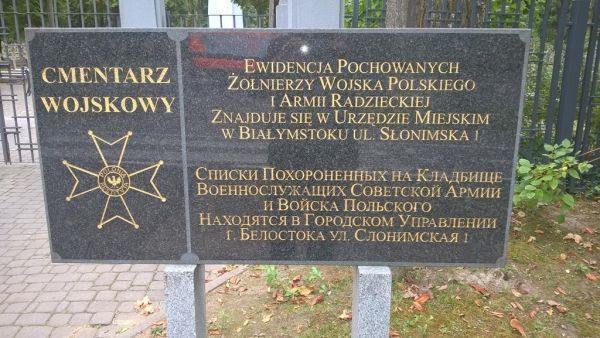 CMENTARZ
WOJSKOWY
EWIDENCJA POCHOWANYCH
ŻOŁNIERZY WOJSKA POLSKIEGO
I ARMII RADZIECKIEJ
ZNAJDUJE SIĘ W URZĘDZIE MIEJSKIM
W BIAŁYMSTOKU UL. SŁONIMSKA 1
СПИСКИ ПОХОРОНЕННЫХ НА КЛАДБИЩЕ
ВОЕННОСЛУЖАЩИХ СОВЕТСКОЙ АРМИИ
И ВОЙСКА ПОЛЬСКОГО
НАХОДЯТСЯ В ГОРОДСКОМ УПРАВЛЕНИИ
Г. БЕЛОСТОКА УЛ. СЛОНИМСКАЯ 1